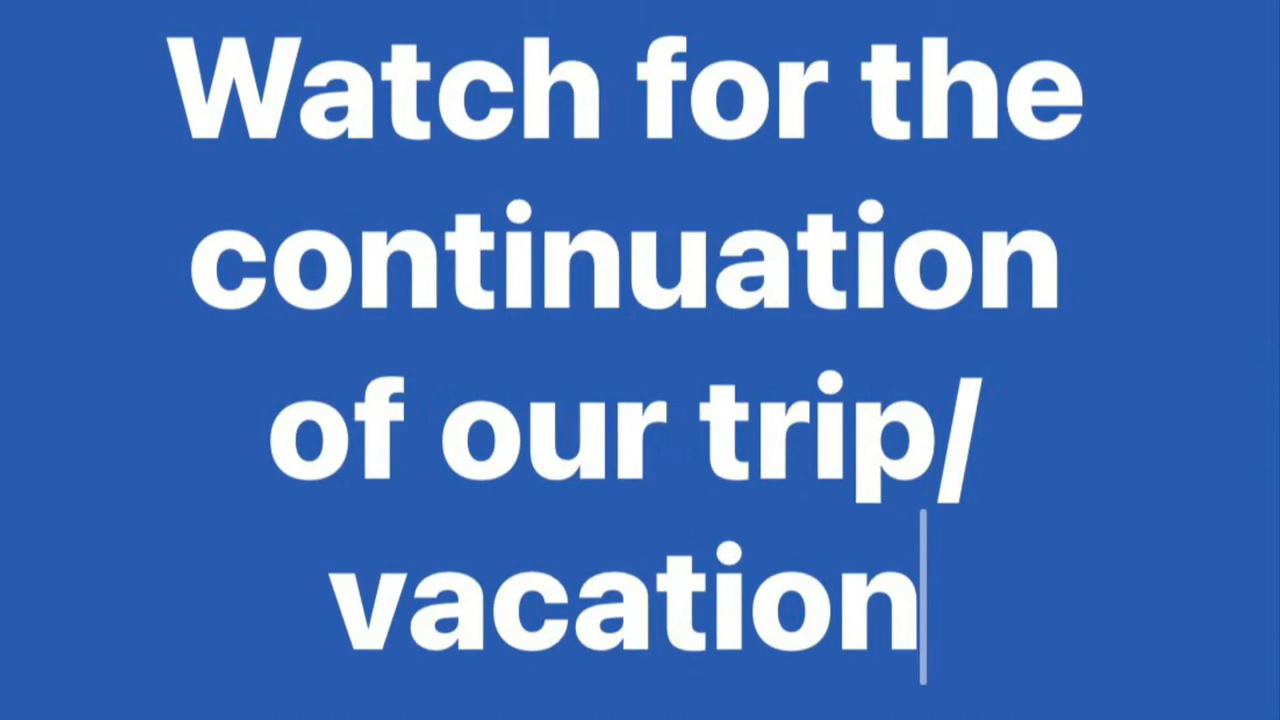 Watch for the
continuation
of our trip/
vacation